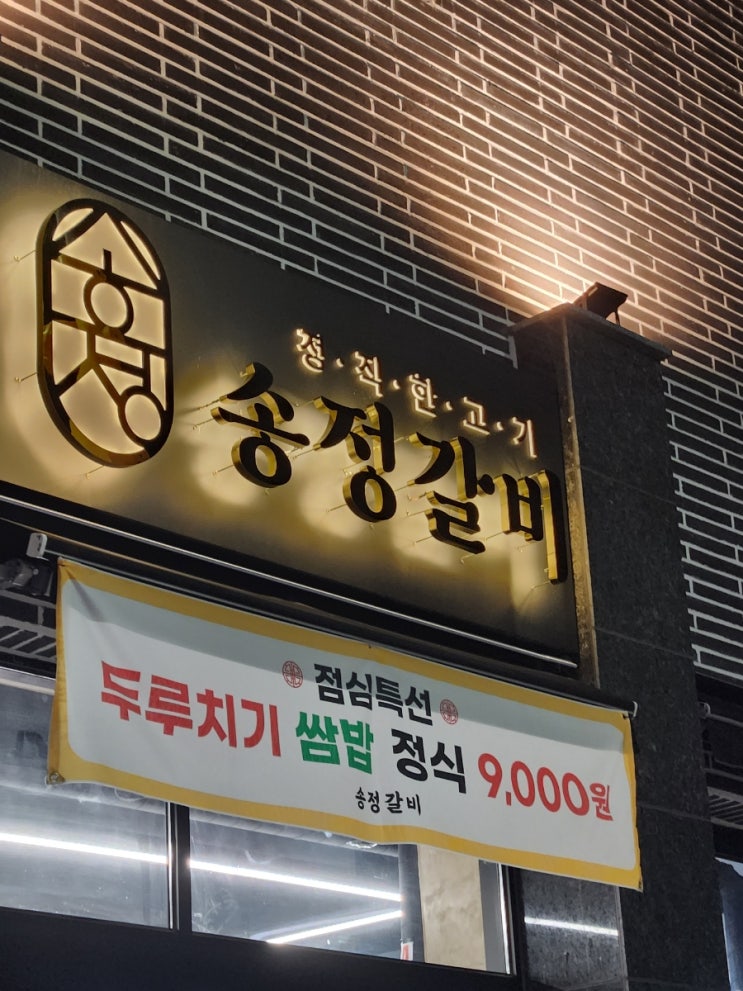 송정
정·직·한·고·기
송정갈비
점심특선
두루치기 쌈밥 정식 9,000원
송정갈비